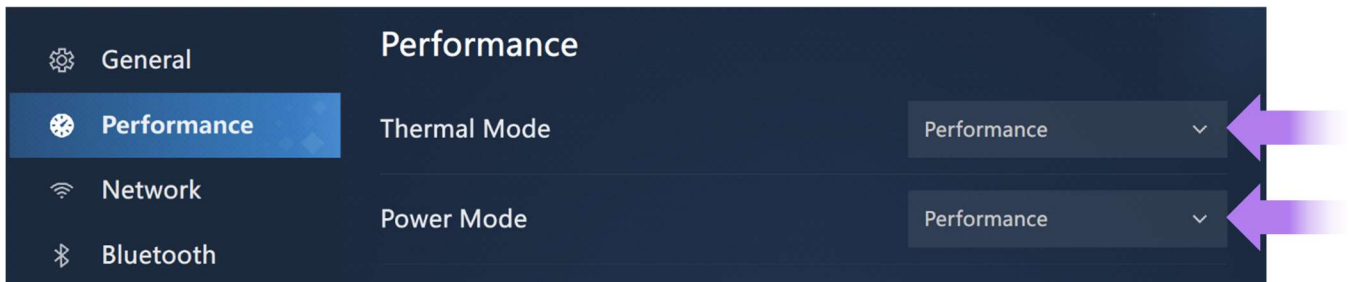 General
Performance
Network
Bluetooth
Performance
Thermal Mode
Performance
Power Mode
Performance